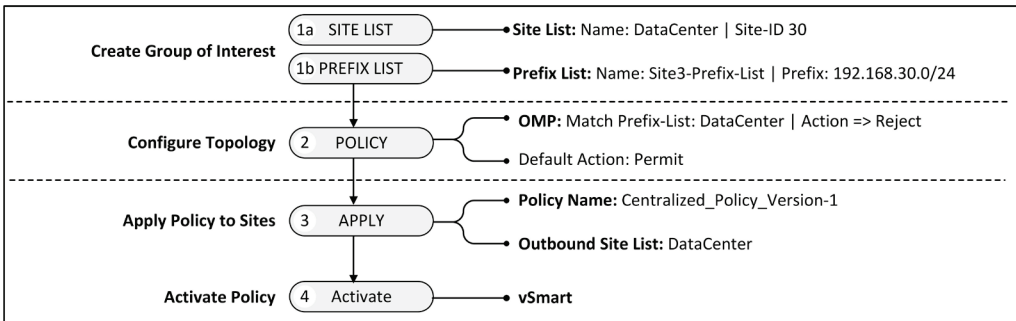 Create Group of Interest
1a SITE LIST
Site List: Name: DataCenter | Site-ID 30
1b PREFIX LIST
Prefix List: Name: Site3-Prefix-List | Prefix: 192.168.30.0/24
Configure Topology
2 POLICY
OMP: Match Prefix-List: DataCenter | Action => Reject
Default Action: Permit
Apply Policy to Sites
3 APPLY
Policy Name: Centralized_Policy_Version-1
Outbound Site List: DataCenter
Activate Policy
4 Activate
vSmart